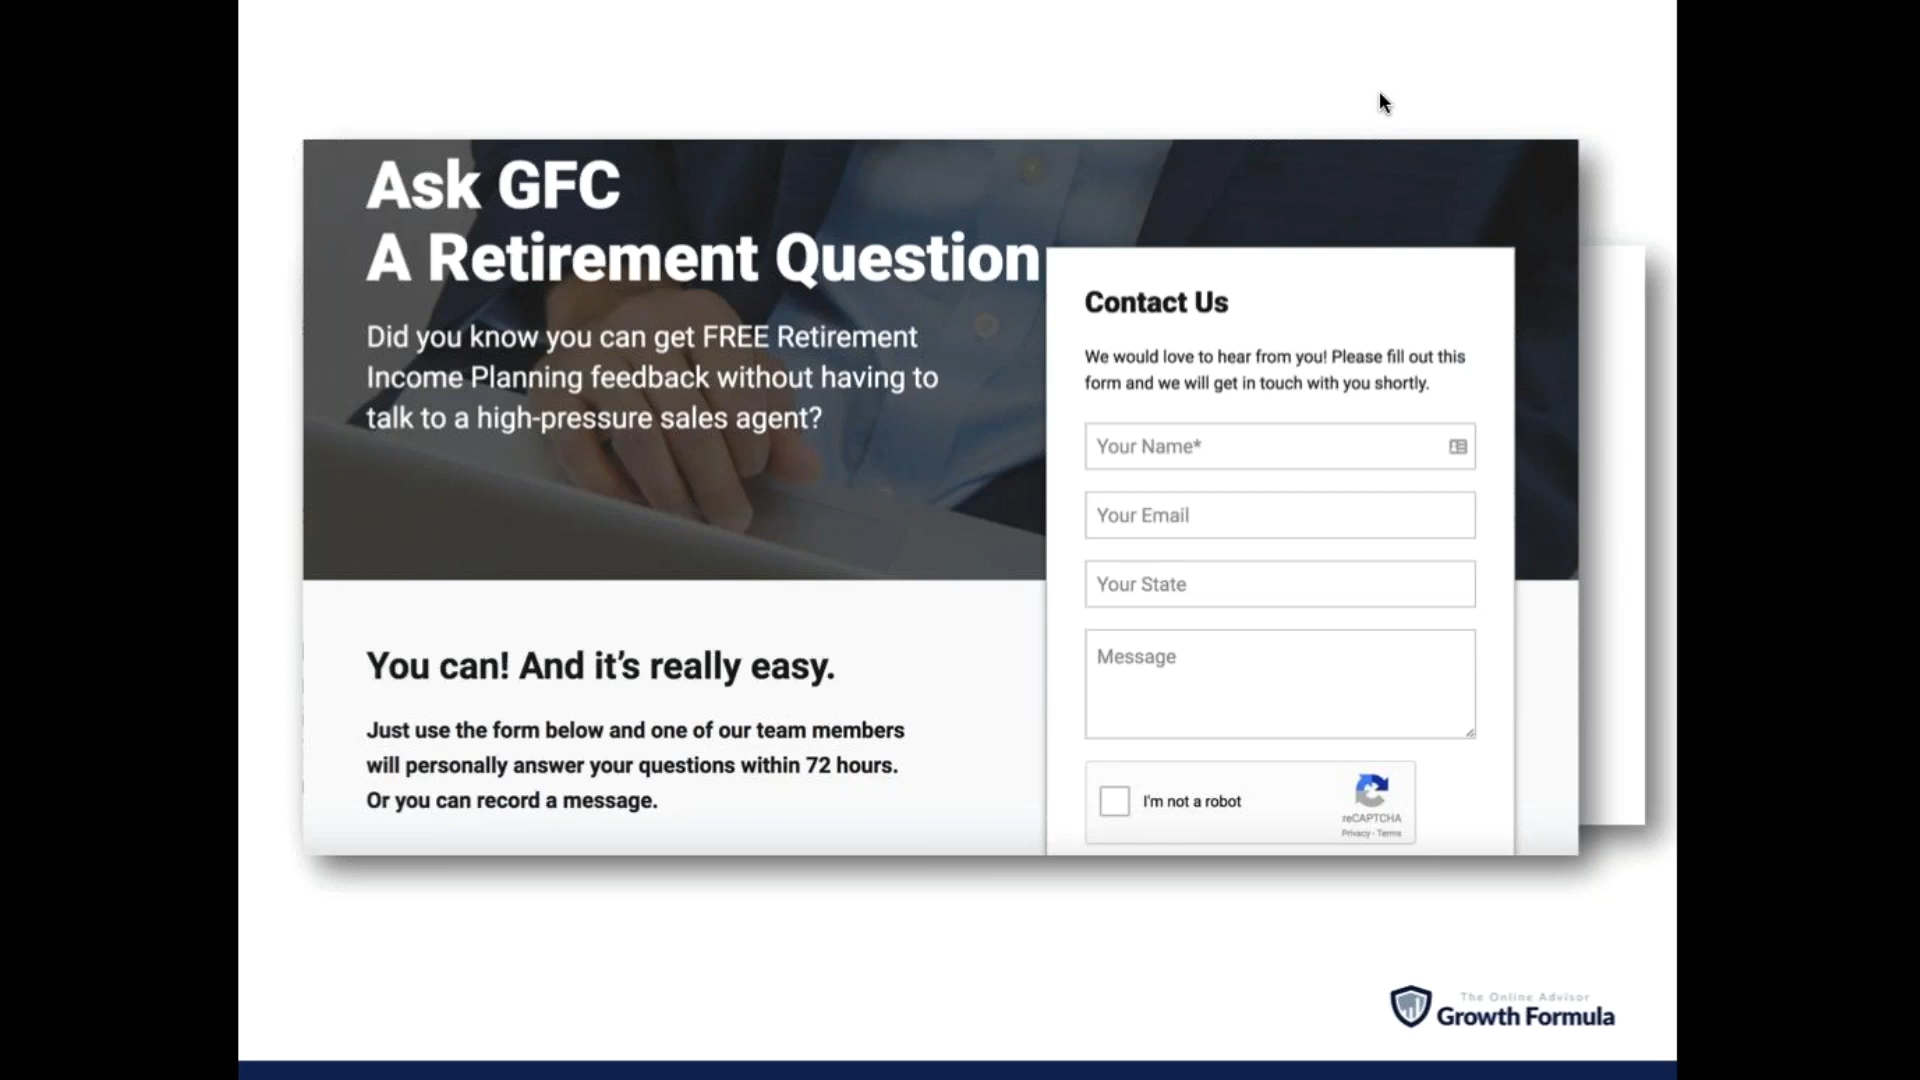 Ask GFC
A Retirement Question
Did you know you can get FREE Retirement
Income Planning feedback without having to
talk to a high-pressure sales agent?
You can! And it's really easy.
Just use the form below and one of our team members
will personally answer your questions within 72 hours.
Or you can record a message.
Contact Us
We would love to hear from you! Please fill out this
form and we will get in touch with you shortly.
Your Name*
Your Email
Your State
Message
I'm not a robot
reCAPTCHA
Privacy - Terms
The Online Advisor
Growth Formula